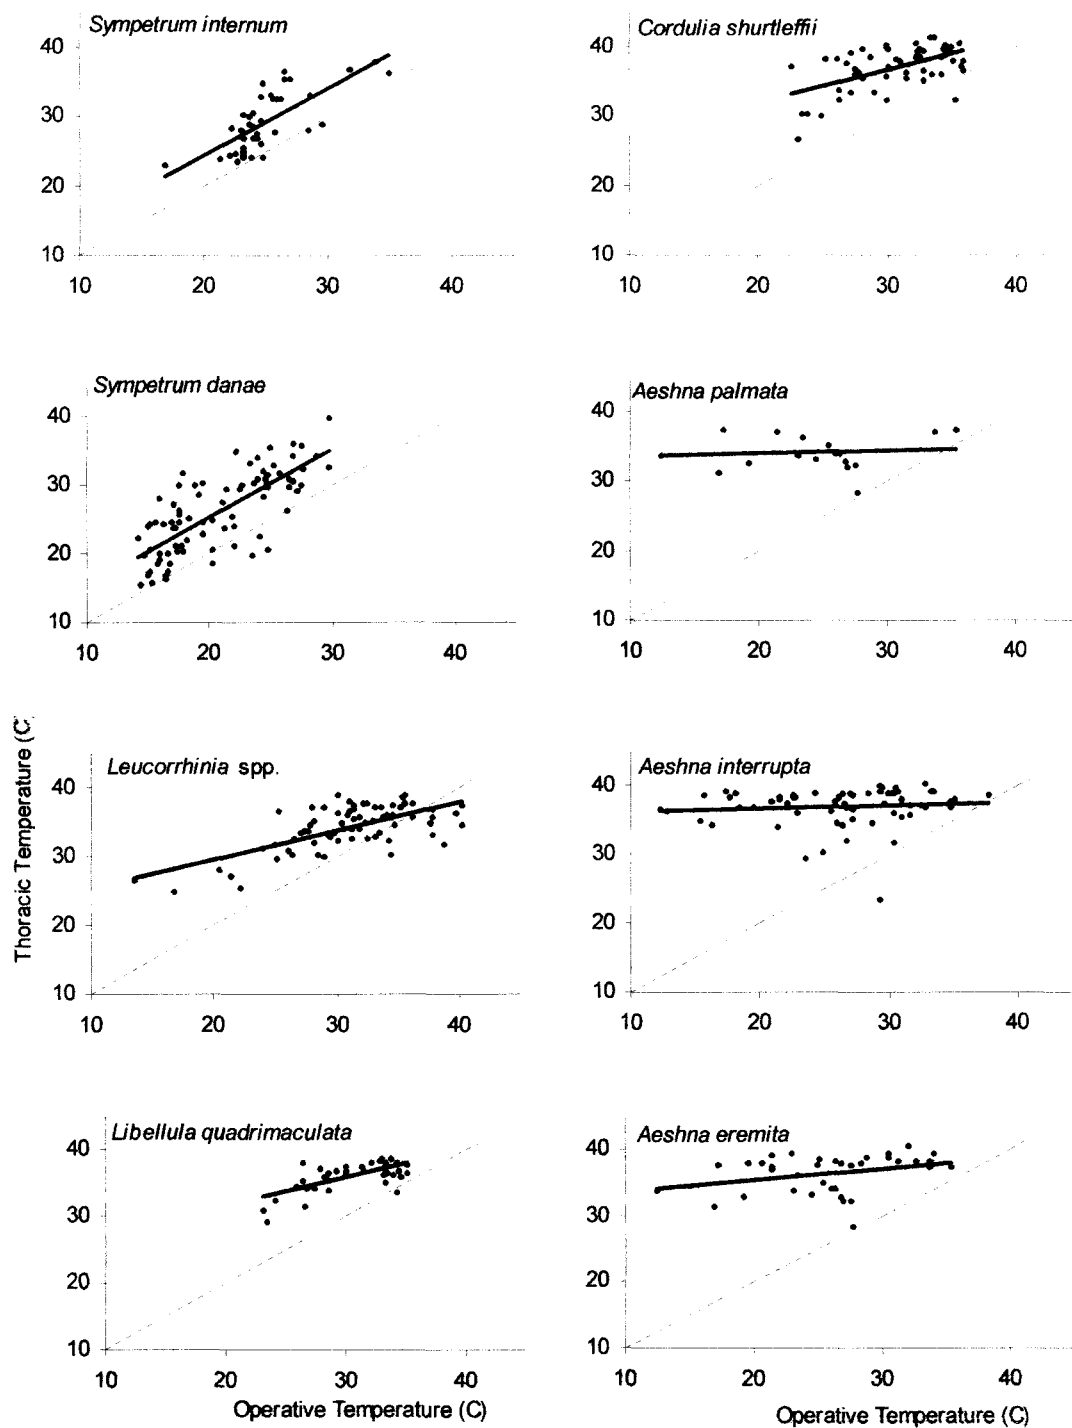 Sympetrum internum
40
30
20
10
10 20 30 40
Cordulia shurtleffii
40
30
20
10
10 20 30 40
Sympetrum danae
40
30
20
10
10 20 30 40
Aeshna palmata
40
30
20
10
10 20 30 40
Thoracic Temperature (C
Leucorrhinia spp.
40
30
20
10
10 20 30 40
Aeshna interrupta
40
30
20
10
10 20 30 40
Libellula quadrimaculata
40
30
20
10
10 20 30 40
Operative Temperature (C)
Aeshna eremita
40
30
20
10
10 20 30 40
Operative Temperature (C)